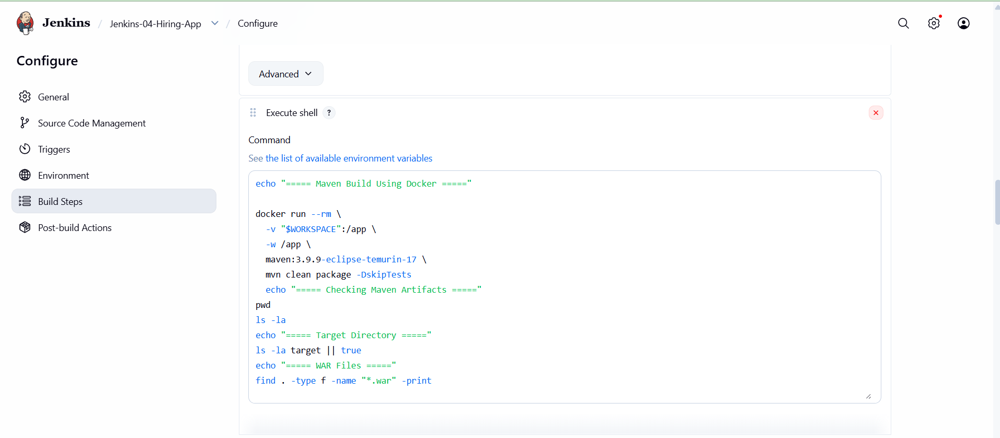 Jenkins / Jenkins-04-Hiring-App / Configure
Configure
General
Source Code Management
Triggers
Environment
Build Steps
Post-build Actions
Advanced
Execute shell ?
Command
See the list of available environment variables
echo "===== Maven Build Using Docker ====="

docker run --rm \
  -v "$WORKSPACE":/app \
  -w /app \
  maven:3.9.9-eclipse-temurin-17 \
  mvn clean package -DskipTests
  echo "===== Checking Maven Artifacts ====="
pwd
ls -la
echo "===== Target Directory ====="
ls -la target || true
echo "===== WAR Files ====="
find . -type f -name "*.war" -print